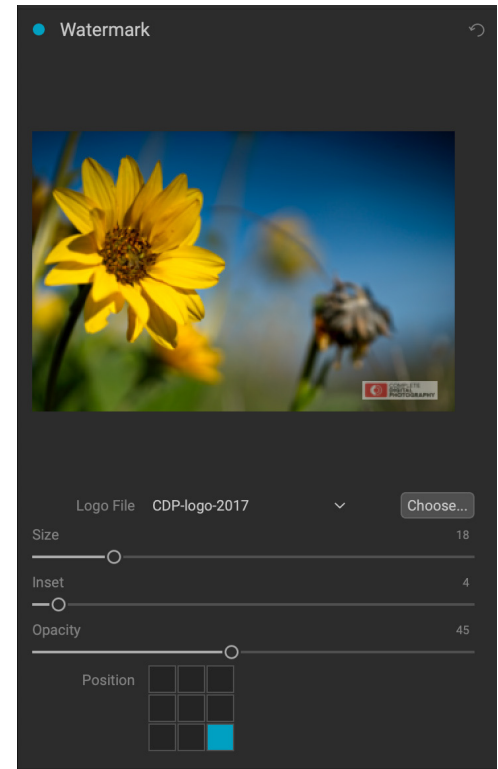 Watermark
COMPLETE
DIGITAL
PHOTOGRAPHY
Logo File CDP-logo-2017 Choose...
Size 18
Inset 4
Opacity 45
Position